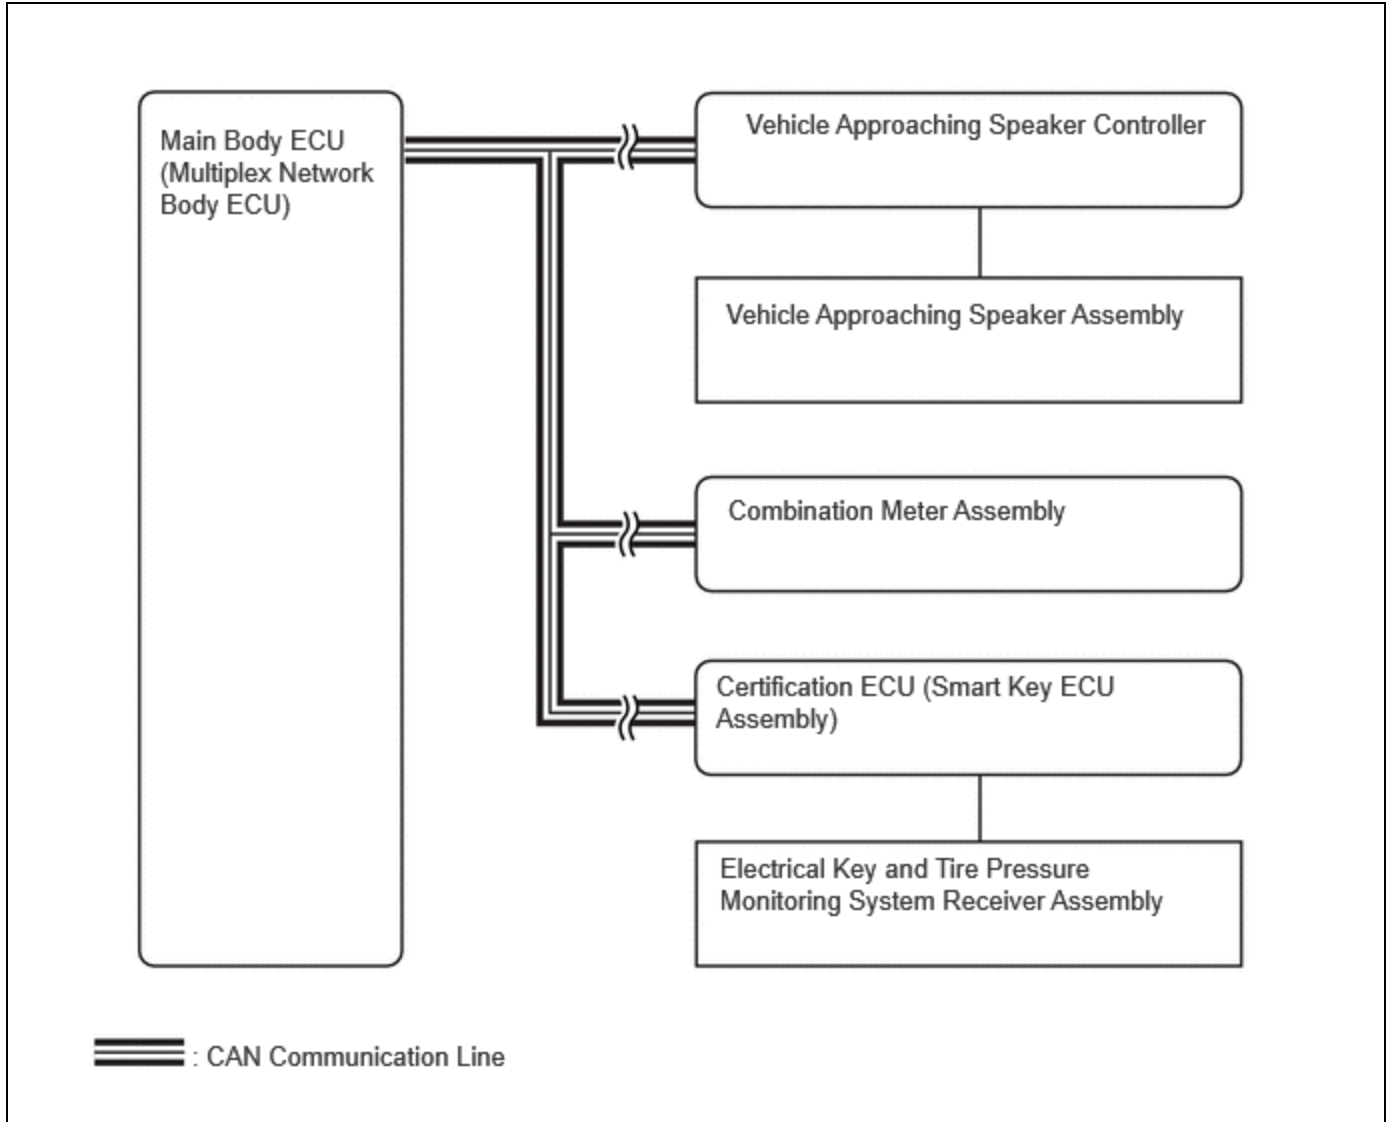 Main Body ECU
(Multiplex Network
Body ECU)
Vehicle Approaching Speaker Controller
Vehicle Approaching Speaker Assembly
Combination Meter Assembly
Certification ECU (Smart Key ECU
Assembly)
Electrical Key and Tire Pressure
Monitoring System Receiver Assembly
: CAN Communication Line